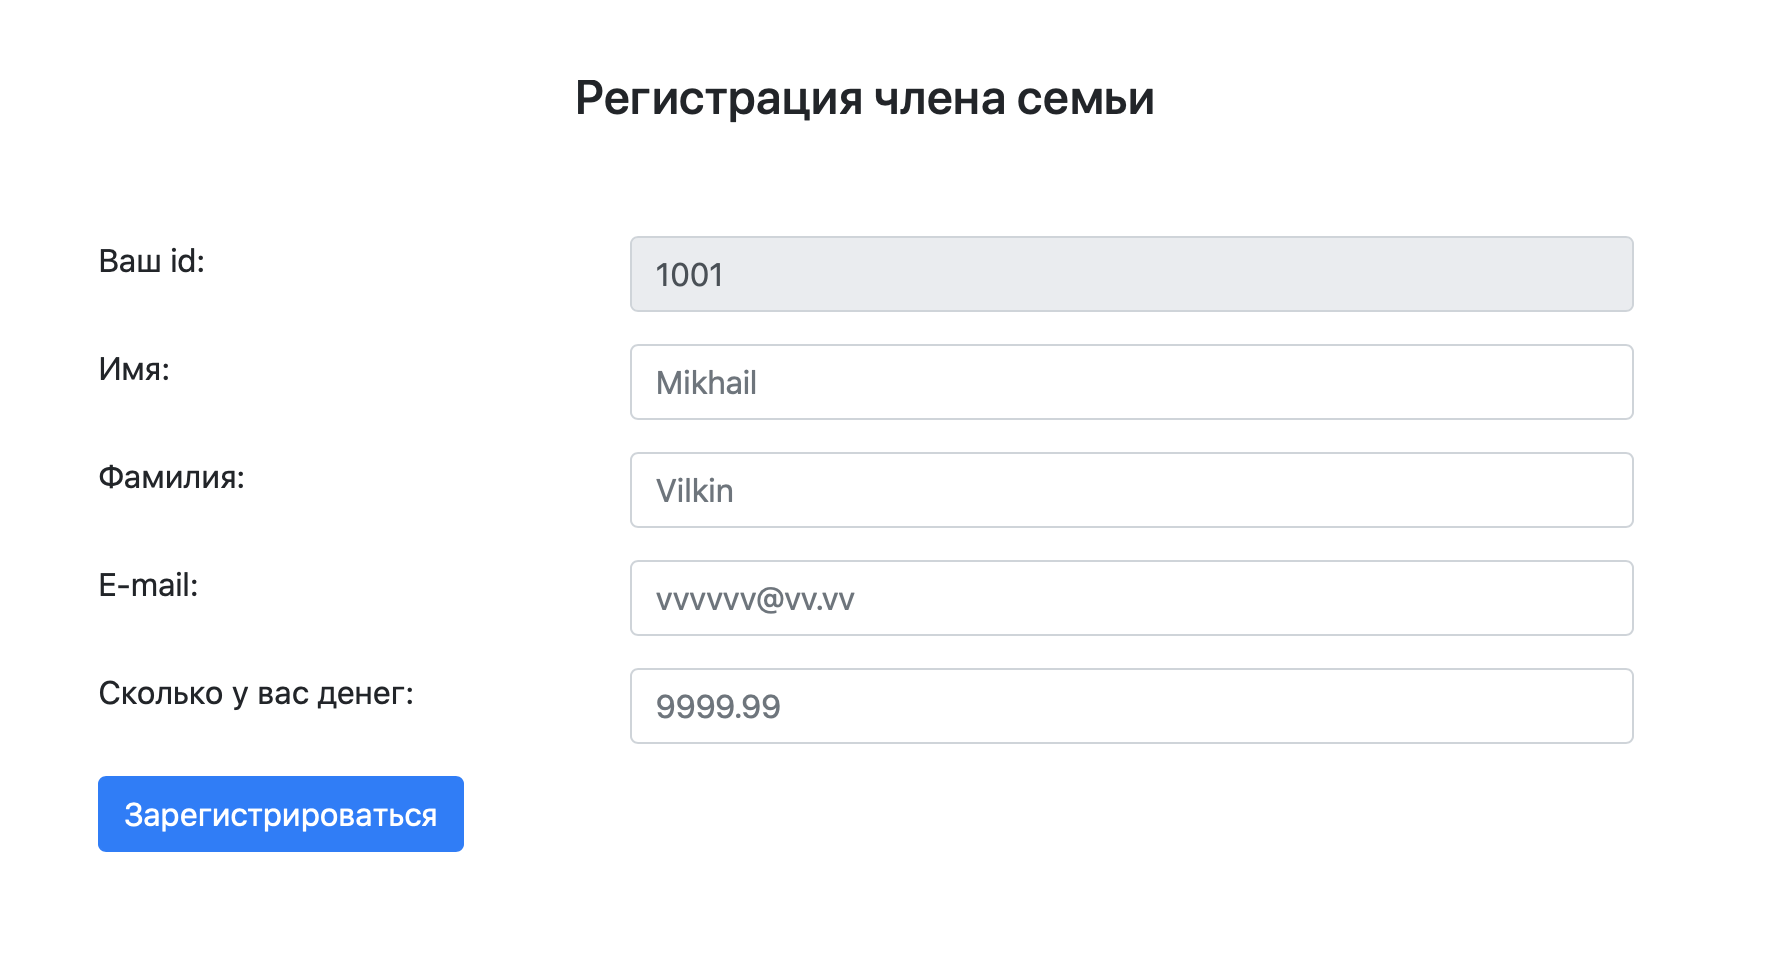 Регистрация члена семьи
Ваш id:
1001
Имя:
Mikhail
Фамилия:
Vilkin
E-mail:
vvvvvv@vv.vv
Сколько у вас денег:
9999.99
Зарегистрироваться